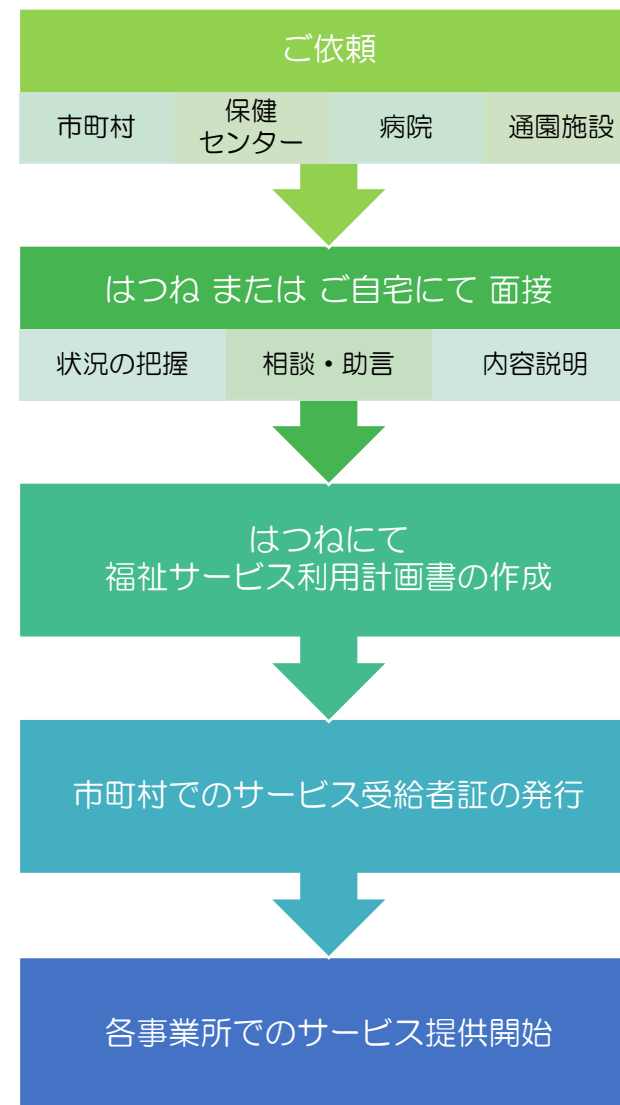 ご依頼
市町村
保健
センター
病院
通園施設
はつね または ご自宅にて 面接
状況の把握
相談・助言
内容説明
はつねにて
福祉サービス利用計画書の作成
市町村でのサービス受給者証の発行
各事業所でのサービス提供開始